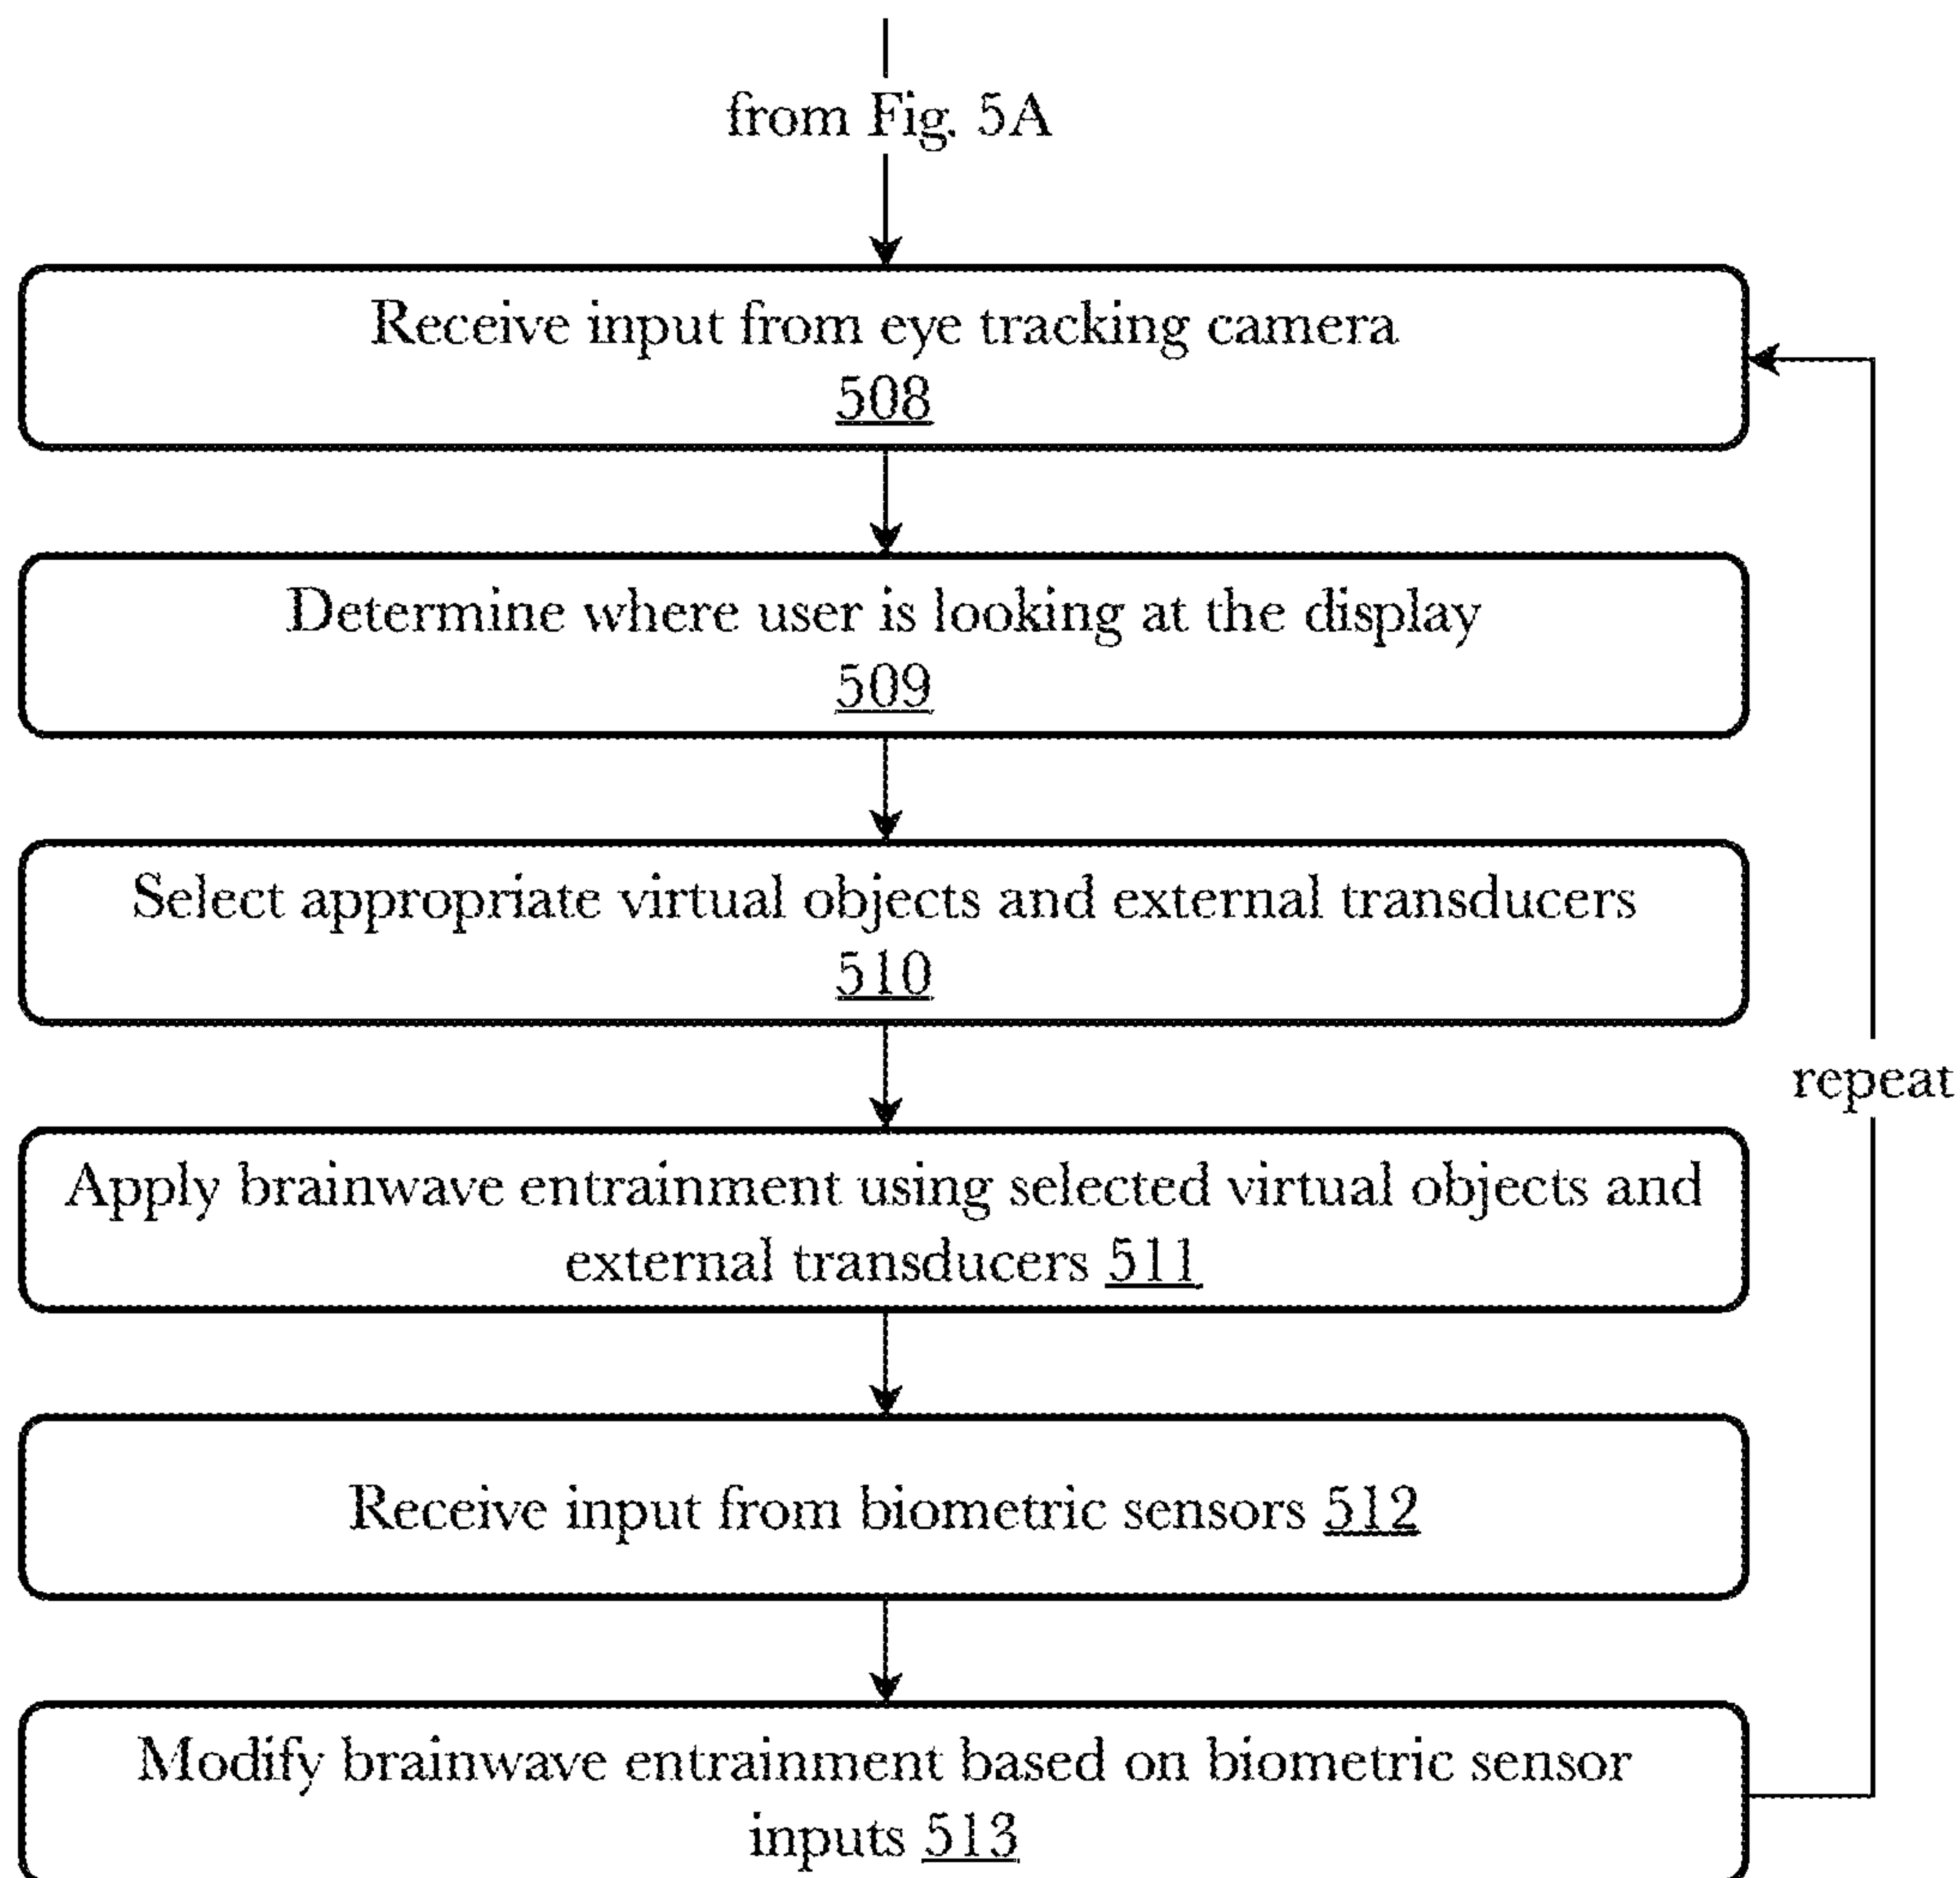 from Fig. 5A
Receive input from eye tracking camera
508
Determine where user is looking at the display
509
Select appropriate virtual objects and external transducers
510
Apply brainwave entrainment using selected virtual objects and
external transducers 511
repeat
Receive input from biometric sensors 512
Modify brainwave entrainment based on biometric sensor
inputs 513